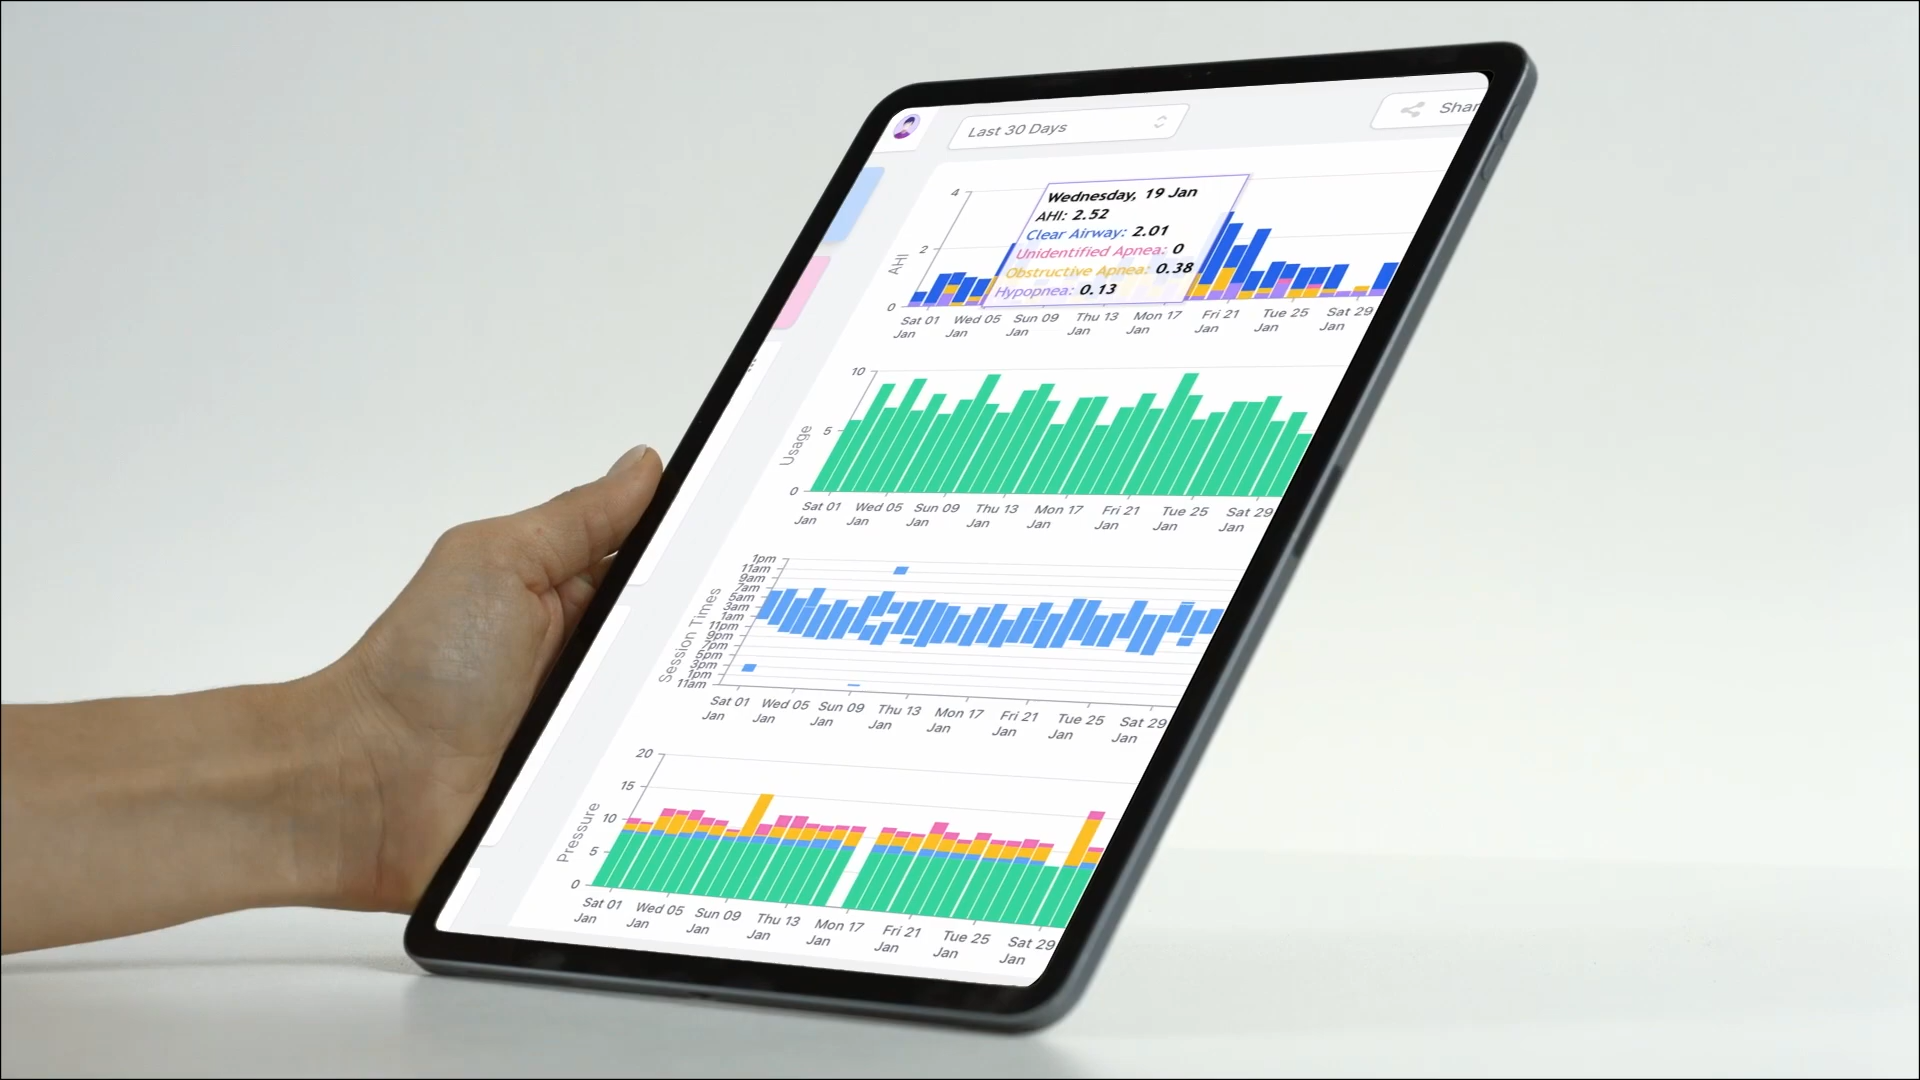 Last 30 Days
Shar
Wednesday, 19 Jan
AHI: 2.52
Clear Airway: 2.01
Unidentified Apnea: 0
Obstructive Apnea: 0.38
Hypopnea: 0.13
4
2
0
AHI
Sat 01 Jan
Wed 05 Jan
Sun 09 Jan
Thu 13 Jan
Mon 17 Jan
Fri 21 Jan
Tue 25 Jan
Sat 29 Jan
10
5
0
Usage
Sat 01 Jan
Wed 05 Jan
Sun 09 Jan
Thu 13 Jan
Mon 17 Jan
Fri 21 Jan
Tue 25 Jan
Sat 29 Jan
1pm
11am
9am
7am
5am
3am
1am
11pm
9pm
7pm
5pm
3pm
1pm
11am
Session Times
Sat 01 Jan
Wed 05 Jan
Sun 09 Jan
Thu 13 Jan
Mon 17 Jan
Fri 21 Jan
Tue 25 Jan
Sat 29 Jan
20
15
10
5
0
Pressure
Sat 01 Jan
Wed 05 Jan
Sun 09 Jan
Thu 13 Jan
Mon 17 Jan
Fri 21 Jan
Tue 25 Jan
Sat 29 Jan